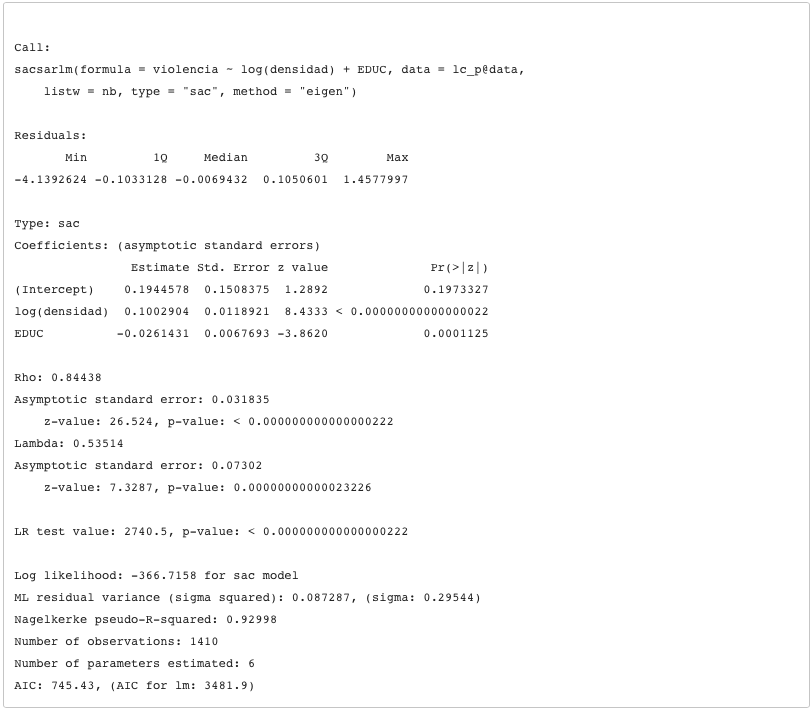 Call:
sacsarlm(formula = violencia ~ log(densidad) + EDUC, data = lc_p@data,
    listw = nb, type = "sac", method = "eigen")

Residuals:
       Min         1Q     Median         3Q        Max
-4.1392624 -0.1033128 -0.0069432  0.1050601  1.4577997

Type: sac
Coefficients: (asymptotic standard errors)
                Estimate Std. Error z value              Pr(>|z|)
(Intercept)    0.1944578  0.1508375  1.2892             0.1973327
log(densidad)  0.1002904  0.0118921  8.4333 < 0.00000000000000022
EDUC          -0.0261431  0.0067693 -3.8620             0.0001125

Rho: 0.84438
Asymptotic standard error: 0.031835
    z-value: 26.524, p-value: < 0.000000000000000222
Lambda: 0.53514
Asymptotic standard error: 0.07302
    z-value: 7.3287, p-value: 0.00000000000023226

LR test value: 2740.5, p-value: < 0.000000000000000222

Log likelihood: -366.7158 for sac model
ML residual variance (sigma squared): 0.087287, (sigma: 0.29544)
Nagelkerke pseudo-R-squared: 0.92998
Number of observations: 1410
Number of parameters estimated: 6
AIC: 745.43, (AIC for lm: 3481.9)